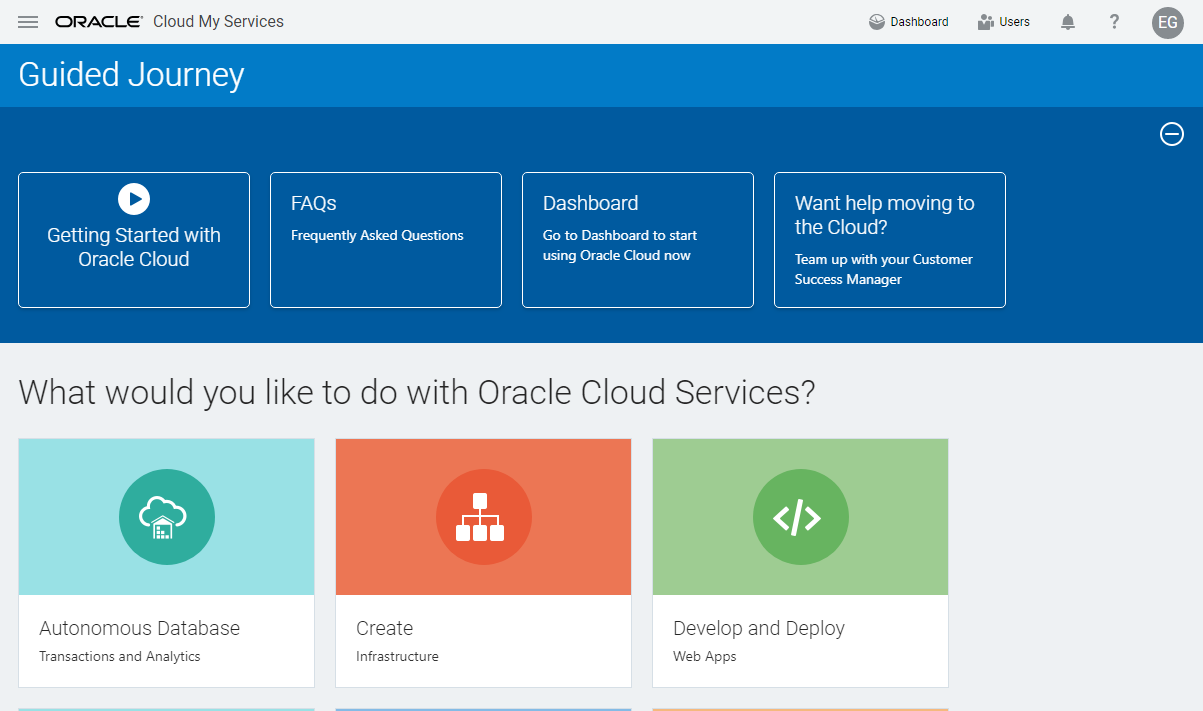 ORACLE Cloud My Services Dashboard Users ? EG
Guided Journey
Getting Started with
Oracle Cloud
FAQs
Frequently Asked Questions
Dashboard
Go to Dashboard to start
using Oracle Cloud now
Want help moving to
the Cloud?
Team up with your Customer
Success Manager
What would you like to do with Oracle Cloud Services?
Autonomous Database
Transactions and Analytics
Create
Infrastructure
Develop and Deploy
Web Apps